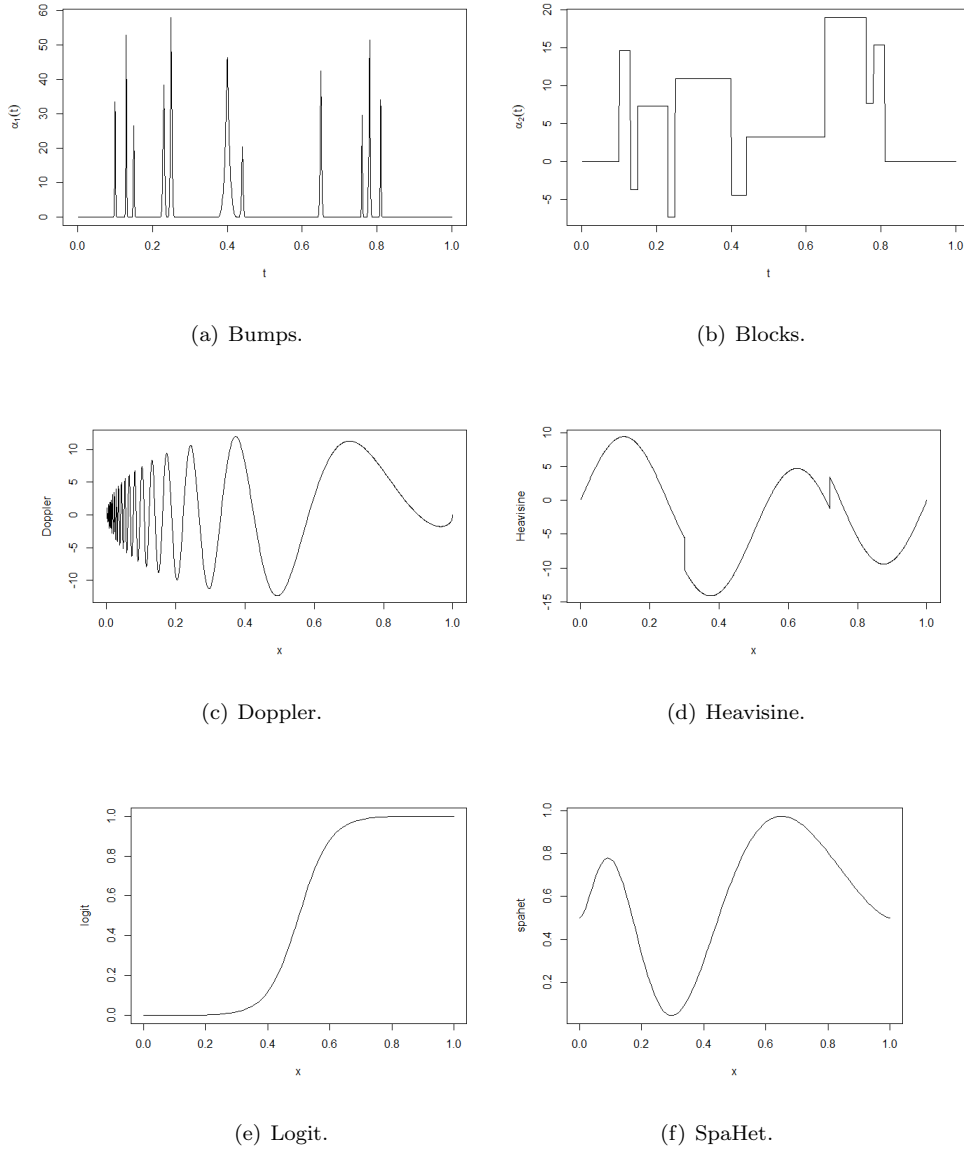 α₁(t)
60
50
40
30
20
10
0
0.0 0.2 0.4 0.6 0.8 1.0
t
(a) Bumps.
α₂(t)
20
15
10
5
0
-5
0.0 0.2 0.4 0.6 0.8 1.0
t
(b) Blocks.
Doppler
10
5
0
-5
-10
0.0 0.2 0.4 0.6 0.8 1.0
x
(c) Doppler.
Heavisine
10
5
0
-5
-10
-15
0.0 0.2 0.4 0.6 0.8 1.0
x
(d) Heavisine.
logit
1.0
0.8
0.6
0.4
0.2
0.0
0.0 0.2 0.4 0.6 0.8 1.0
x
(e) Logit.
spahet
1.0
0.8
0.6
0.4
0.2
0.0 0.2 0.4 0.6 0.8 1.0
x
(f) SpaHet.